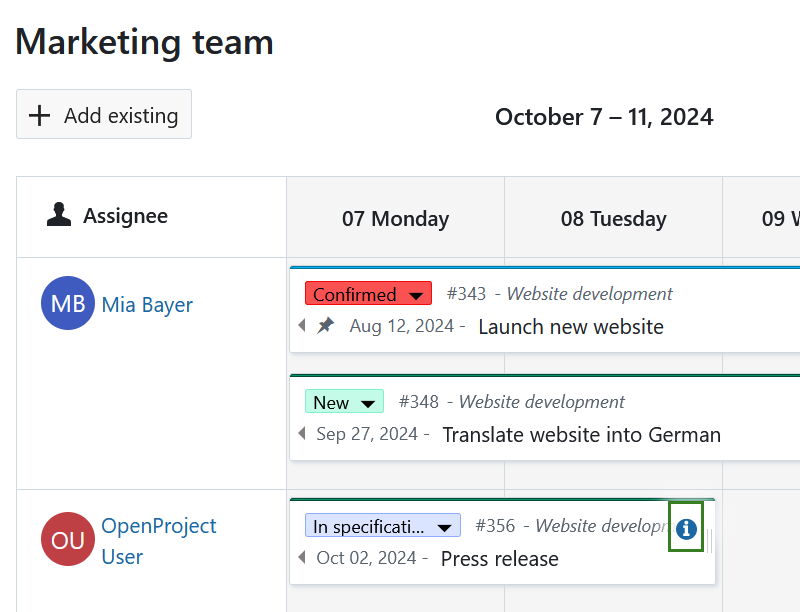 Marketing team
Add existing
October 7 – 11, 2024
Assignee
07 Monday
08 Tuesday
09 W
MB
Mia Bayer
Confirmed
#343 - Website development
Aug 12, 2024 - Launch new website
New
#348 - Website development
Sep 27, 2024 - Translate website into German
OU
OpenProject
User
In specificati...
#356 - Website develop
Oct 02, 2024 - Press release